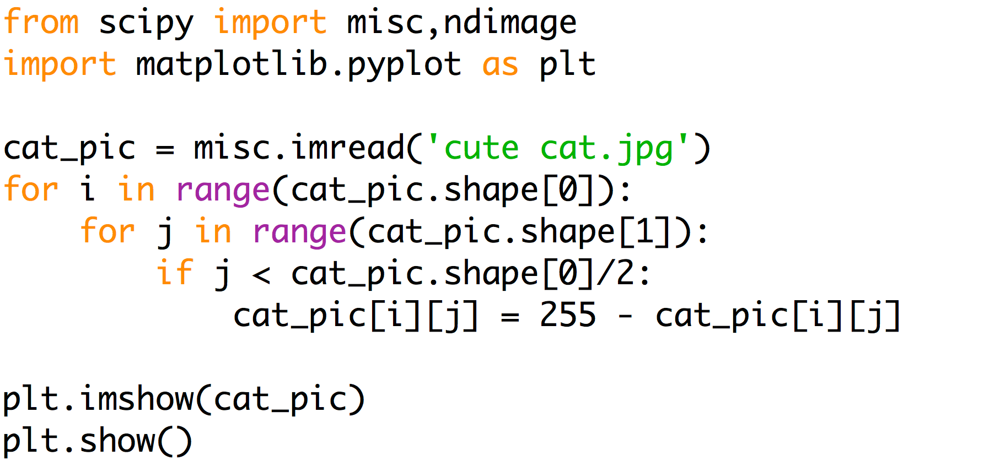 from scipy import misc,ndimage
import matplotlib.pyplot as plt

cat_pic = misc.imread('cute cat.jpg')
for i in range(cat_pic.shape[0]):
    for j in range(cat_pic.shape[1]):
        if j < cat_pic.shape[0]/2:
            cat_pic[i][j] = 255 - cat_pic[i][j]

plt.imshow(cat_pic)
plt.show()